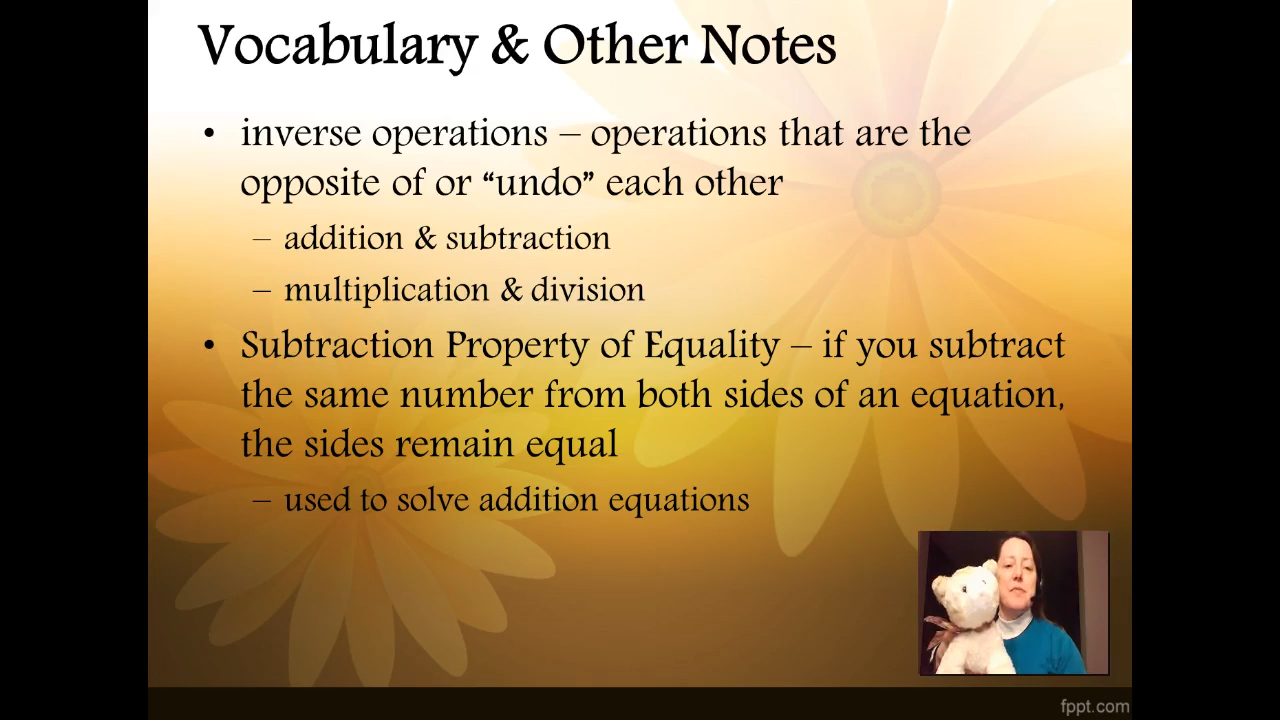 Vocabulary & Other Notes
• inverse operations – operations that are the
opposite of or “undo” each other
– addition & subtraction
– multiplication & division
• Subtraction Property of Equality – if you subtract
the same number from both sides of an equation,
the sides remain equal
– used to solve addition equations
fppt.com